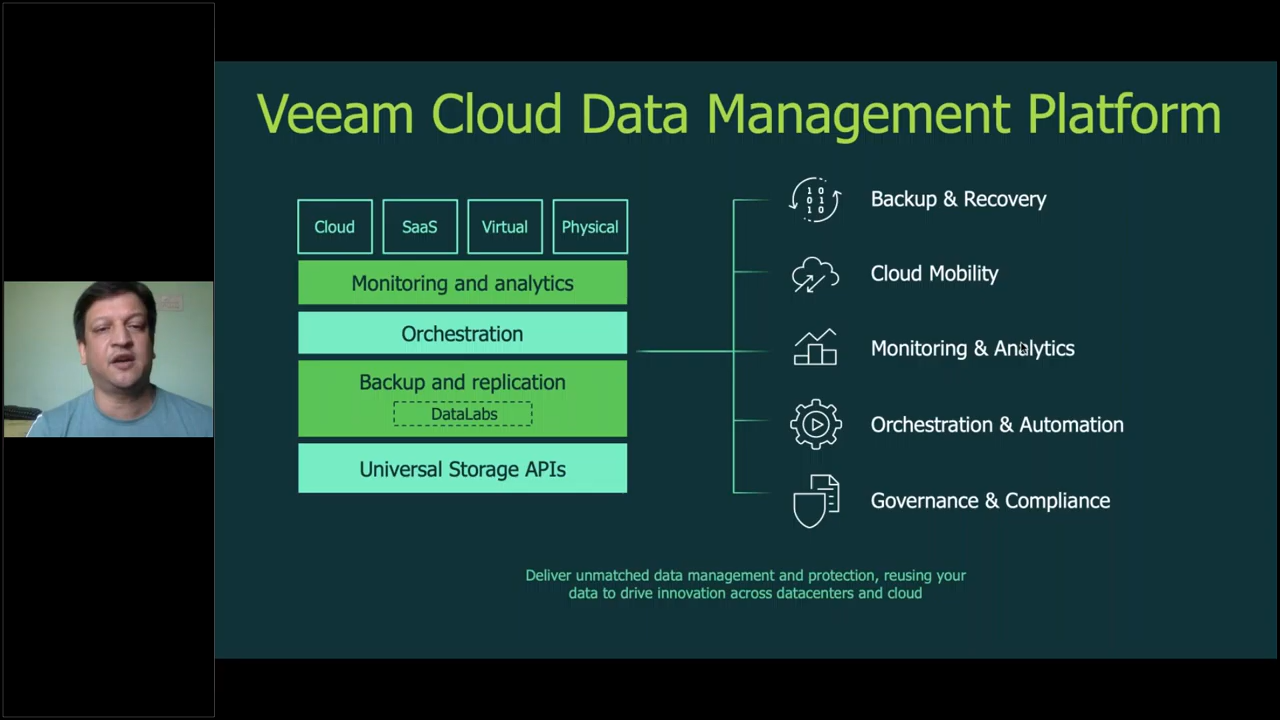 Veeam Cloud Data Management Platform
Cloud
SaaS
Virtual
Physical
Monitoring and analytics
Orchestration
Backup and replication
DataLabs
Universal Storage APIs
Backup & Recovery
Cloud Mobility
Monitoring & Analytics
Orchestration & Automation
Governance & Compliance
Deliver unmatched data management and protection, reusing your
data to drive innovation across datacenters and cloud